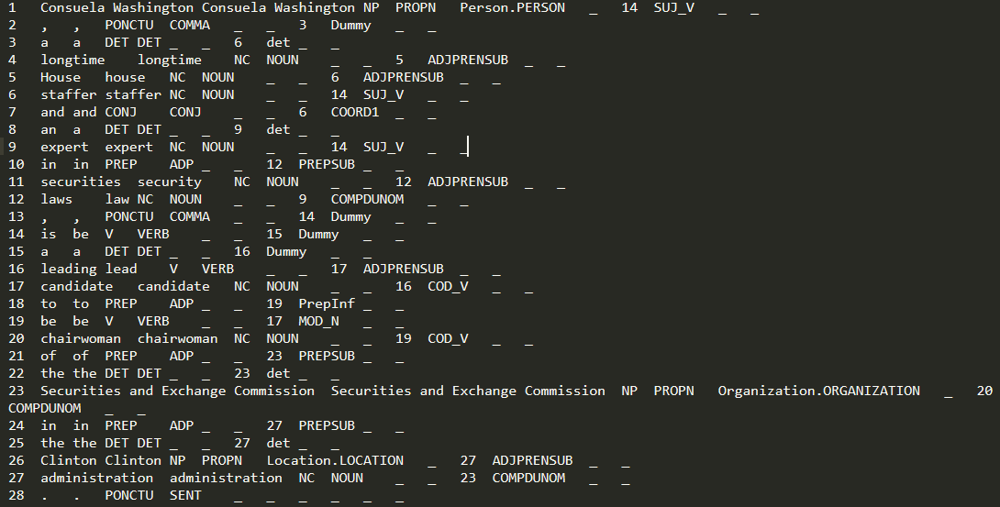 1 Consuela Washington Consuela Washington NP PROPN Person.PERSON _ 14 SUJ_V _ _
2 , , PONCTU COMMA _ _ 3 Dummy _ _
3 a a DET DET _ _ 6 det _ _
4 longtime longtime NC NOUN _ _ 5 ADJPRENSUB _ _
5 House house NC NOUN _ _ 6 ADJPRENSUB _ _
6 staffer staffer NC NOUN _ _ 14 SUJ_V _ _
7 and and CONJ CONJ _ _ 6 COORD1 _ _
8 an a DET DET _ _ 9 det _ _
9 expert expert NC NOUN _ _ 14 SUJ_V _ _
10 in in PREP ADP _ _ 12 PREPSUB _ _
11 securities security NC NOUN _ _ 12 ADJPRENSUB _ _
12 laws law NC NOUN _ _ 9 COMPDUNOM _ _
13 , , PONCTU COMMA _ _ 14 Dummy _ _
14 is be V VERB _ _ 15 Dummy _ _
15 a a DET DET _ _ 16 Dummy _ _
16 leading lead V VERB _ _ 17 ADJPRENSUB _ _
17 candidate candidate NC NOUN _ _ 16 COD_V _ _
18 to to PREP ADP _ _ 19 PrepInf _ _
19 be be V VERB _ _ 17 MOD_N _ _
20 chairwoman chairwoman NC NOUN _ _ 19 COD_V _ _
21 of of PREP ADP _ _ 23 PREPSUB _ _
22 the the DET DET _ _ 23 det _ _
23 Securities and Exchange Commission Securities and Exchange Commission NP PROPN Organization.ORGANIZATION _ 20
COMPDUNOM _ _
24 in in PREP ADP _ _ 27 PREPSUB _ _
25 the the DET DET _ _ 27 det _ _
26 Clinton Clinton NP PROPN Location.LOCATION _ 27 ADJPRENSUB _ _
27 administration administration NC NOUN _ _ 23 COMPDUNOM _ _
28 . . PONCTU SENT _ _ _ _ _ _